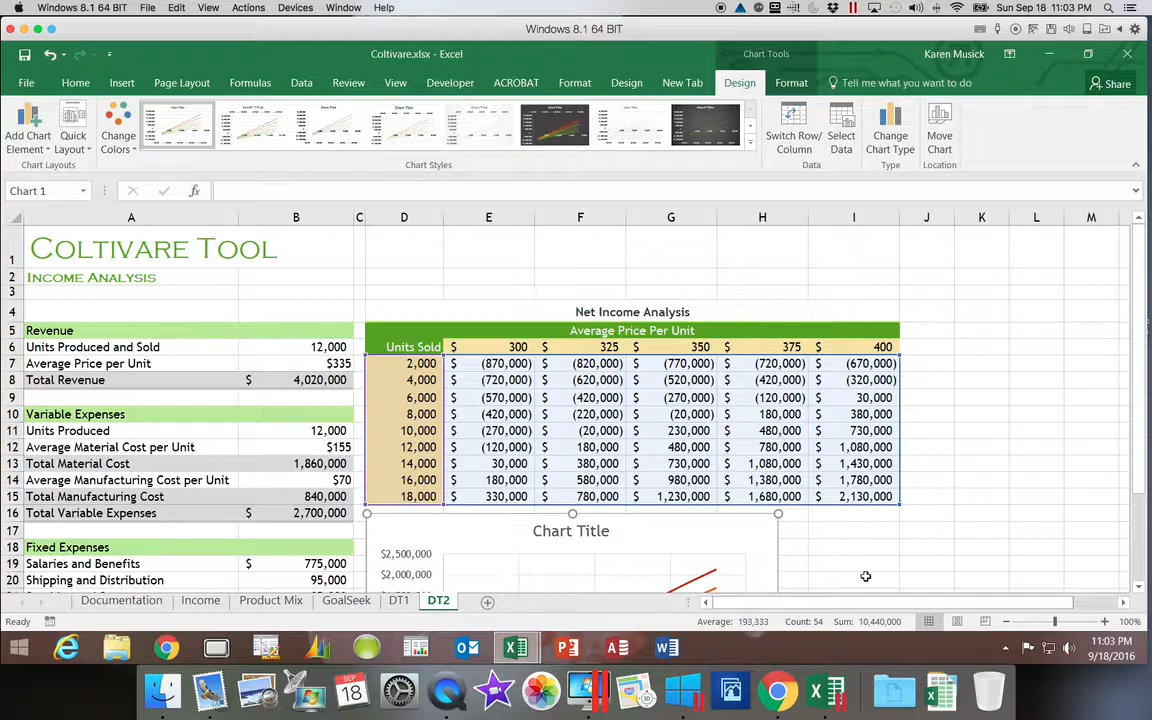 Windows 8.1 64 BIT File Edit View Actions Devices Window Help Sun Sep 18 11:03 PM
Windows 8.1 64 BIT
Coltivare.xlsx - Excel Chart Tools Karen Musick
File Home Insert Page Layout Formulas Data Review View Developer ACROBAT Format Design New Tab Design Format Tell me what you want to do Share
Add Chart Element Quick Layout Change Colors Switch Row/ Column Select Data Change Chart Type Move Chart
Chart Layouts Chart Styles Data Type Location
Chart 1 fx
A B C D E F G H I J K L M
1 Coltivare Tool
2 Income Analysis
3
4 Net Income Analysis
5 Revenue Average Price Per Unit
6 Units Produced and Sold 12,000 Units Sold $ 300 $ 325 $ 350 $ 375 $ 400
7 Average Price per Unit $335 2,000 $ (870,000) $ (820,000) $ (770,000) $ (720,000) $ (670,000)
8 Total Revenue $ 4,020,000 4,000 $ (720,000) $ (620,000) $ (520,000) $ (420,000) $ (320,000)
9 6,000 $ (570,000) $ (420,000) $ (270,000) $ (120,000) $ 30,000
10 Variable Expenses 8,000 $ (420,000) $ (220,000) $ (20,000) $ 180,000 $ 380,000
11 Units Produced 12,000 10,000 $ (270,000) $ (20,000) $ 230,000 $ 480,000 $ 730,000
12 Average Material Cost per Unit $155 12,000 $ (120,000) $ 180,000 $ 480,000 $ 780,000 $ 1,080,000
13 Total Material Cost 1,860,000 14,000 $ 30,000 $ 380,000 $ 730,000 $ 1,080,000 $ 1,430,000
14 Average Manufacturing Cost per Unit $70 16,000 $ 180,000 $ 580,000 $ 980,000 $ 1,380,000 $ 1,780,000
15 Total Manufacturing Cost 840,000 18,000 $ 330,000 $ 780,000 $ 1,230,000 $ 1,680,000 $ 2,130,000
16 Total Variable Expenses $ 2,700,000
17 Chart Title
18 Fixed Expenses
19 Salaries and Benefits $ 775,000 $2,500,000
20 Shipping and Distribution 95,000 $2,000,000
Documentation Income Product Mix GoalSeek DT1 DT2
Ready Average: 193,333 Count: 54 Sum: 10,440,000 100%
11:03 PM
9/18/2016
SEP
18